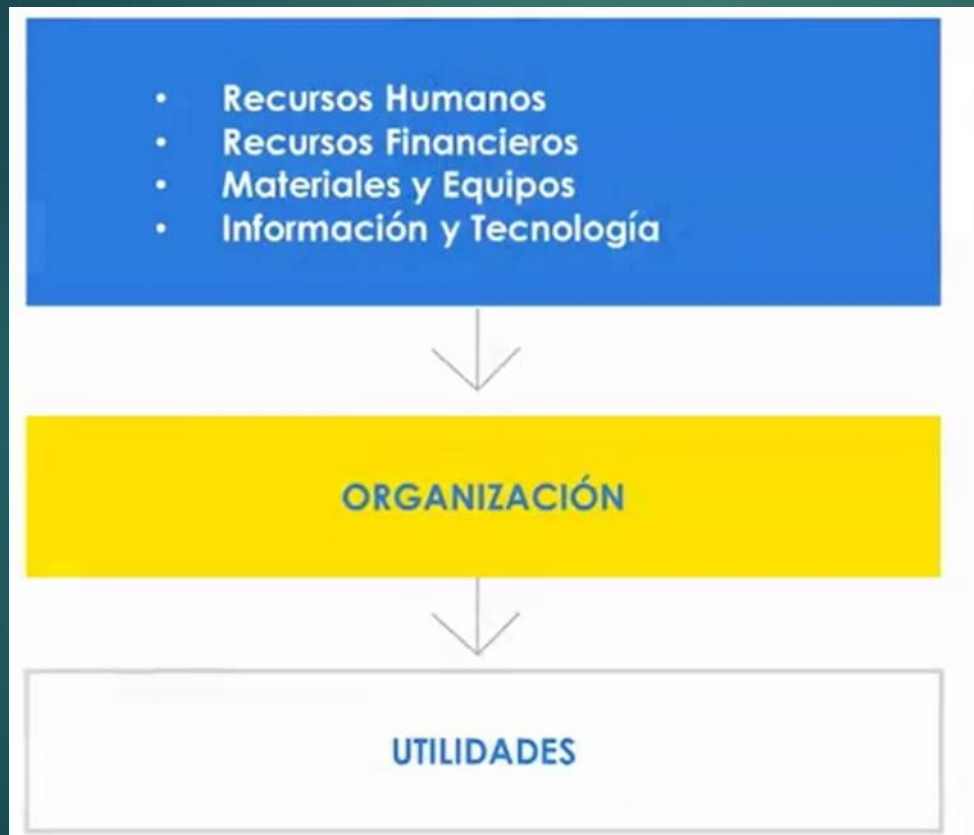 • Recursos Humanos
• Recursos Financieros
• Materiales y Equipos
• Información y Tecnología
ORGANIZACIÓN
UTILIDADES